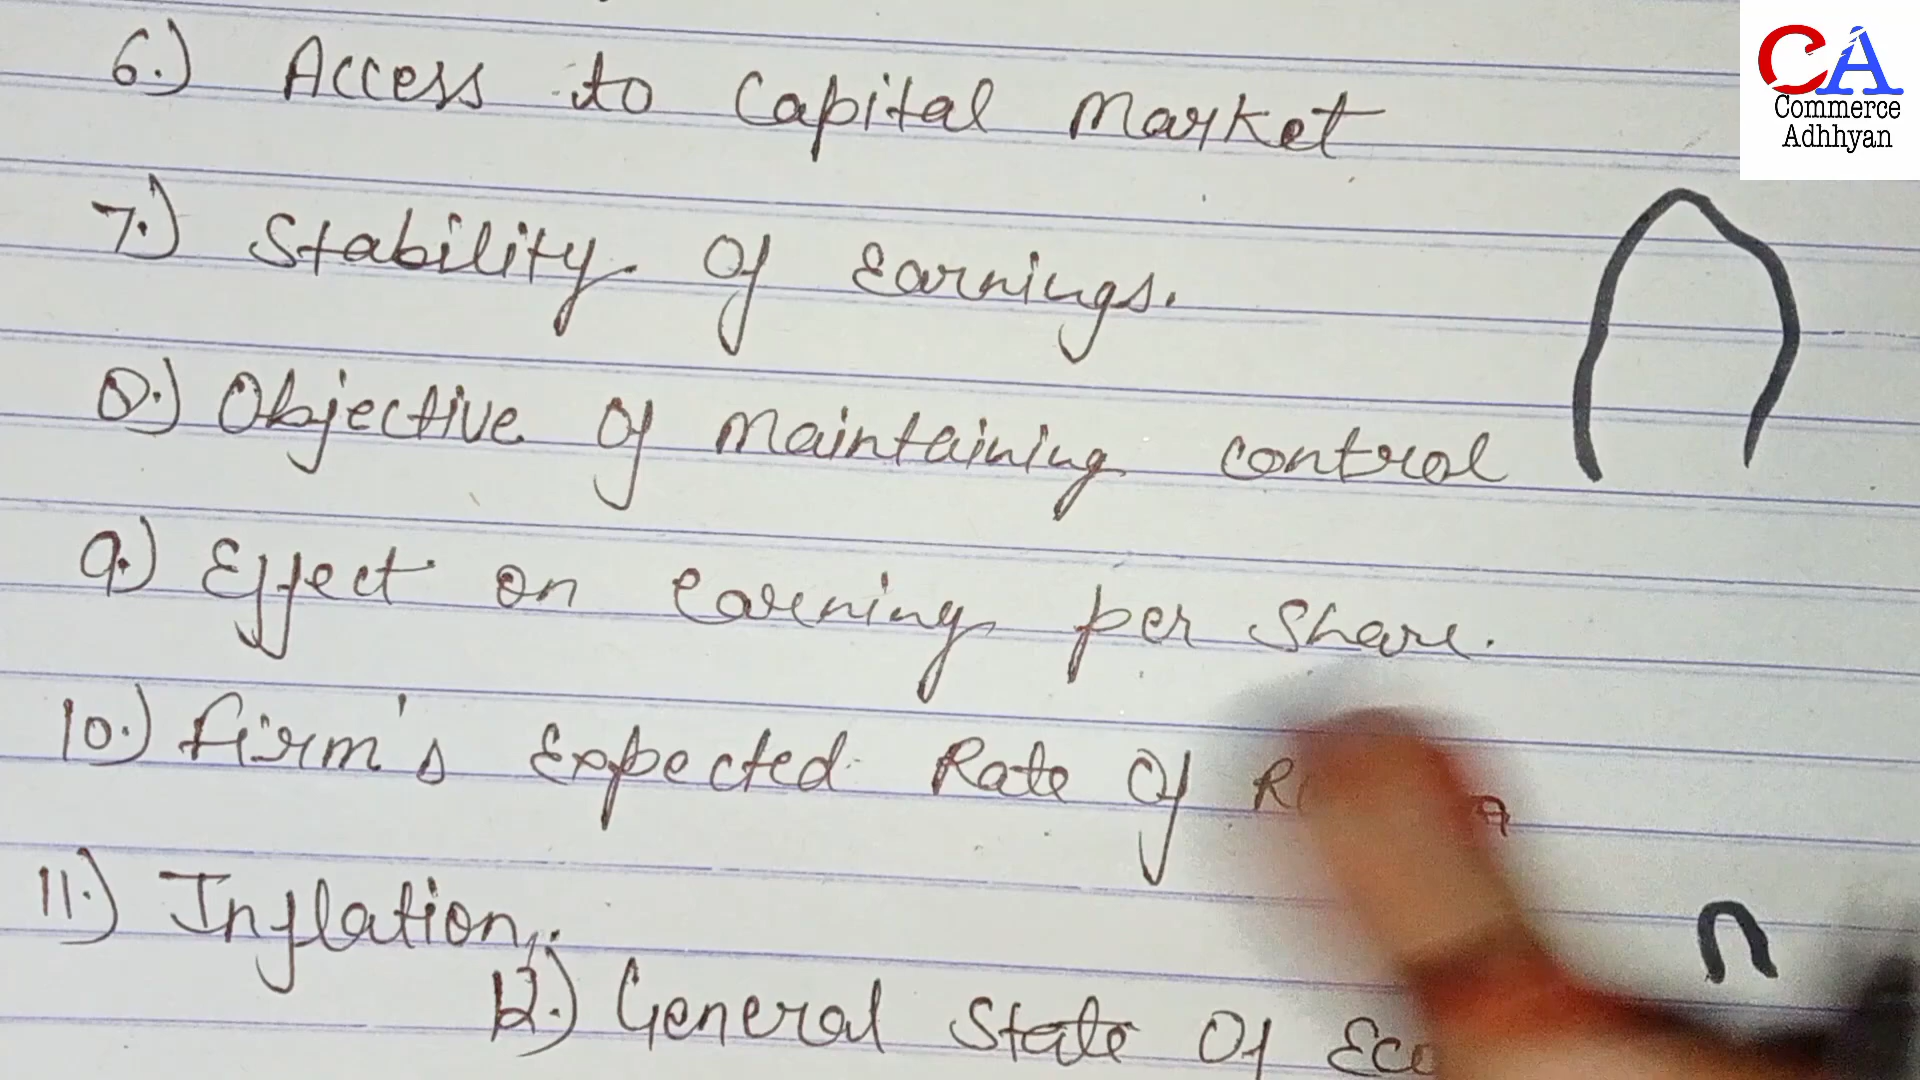 CA
Commerce
Adhhyan
6.) Access to Capital Market
7.) Stability Of Earnings.
8.) Objective Of Maintaining control
9.) Effect on earning per share.
10.) firm's Expected Rate Of
11.) Inflation
12.) General State Of